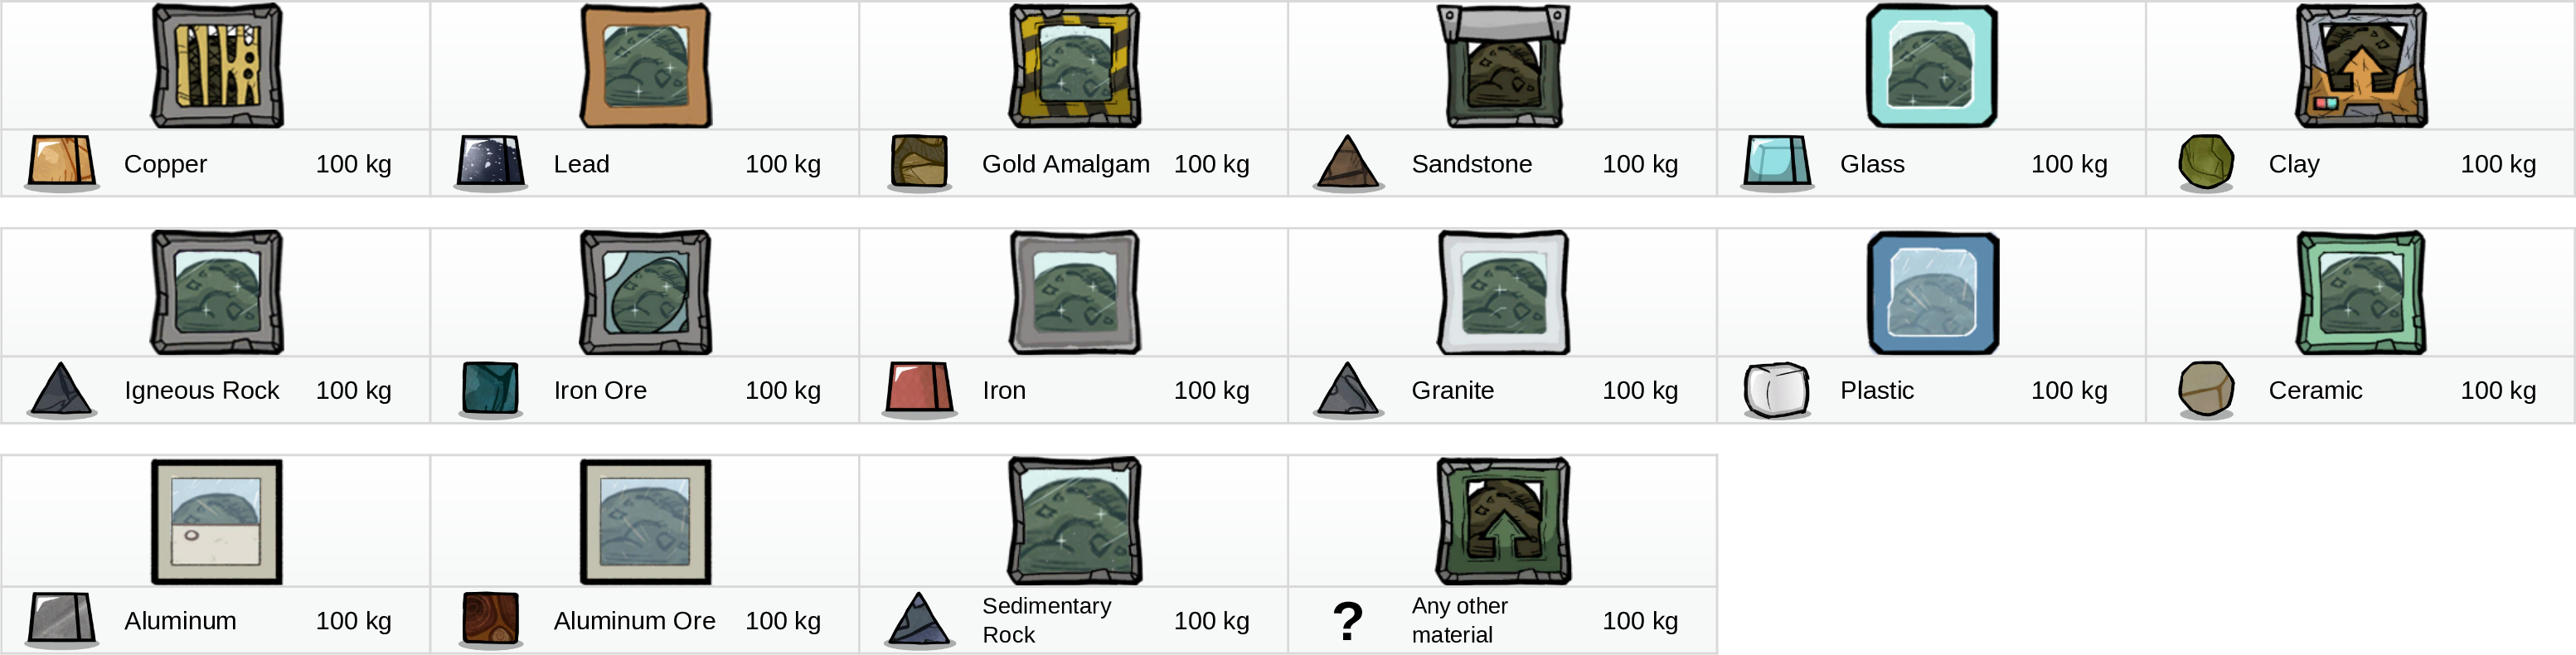 Copper 100 kg
Lead 100 kg
Gold Amalgam 100 kg
Sandstone 100 kg
Glass 100 kg
Clay 100 kg
Igneous Rock 100 kg
Iron Ore 100 kg
Iron 100 kg
Granite 100 kg
Plastic 100 kg
Ceramic 100 kg
Aluminum 100 kg
Aluminum Ore 100 kg
Sedimentary
Rock
100 kg
?
Any other
material
100 kg